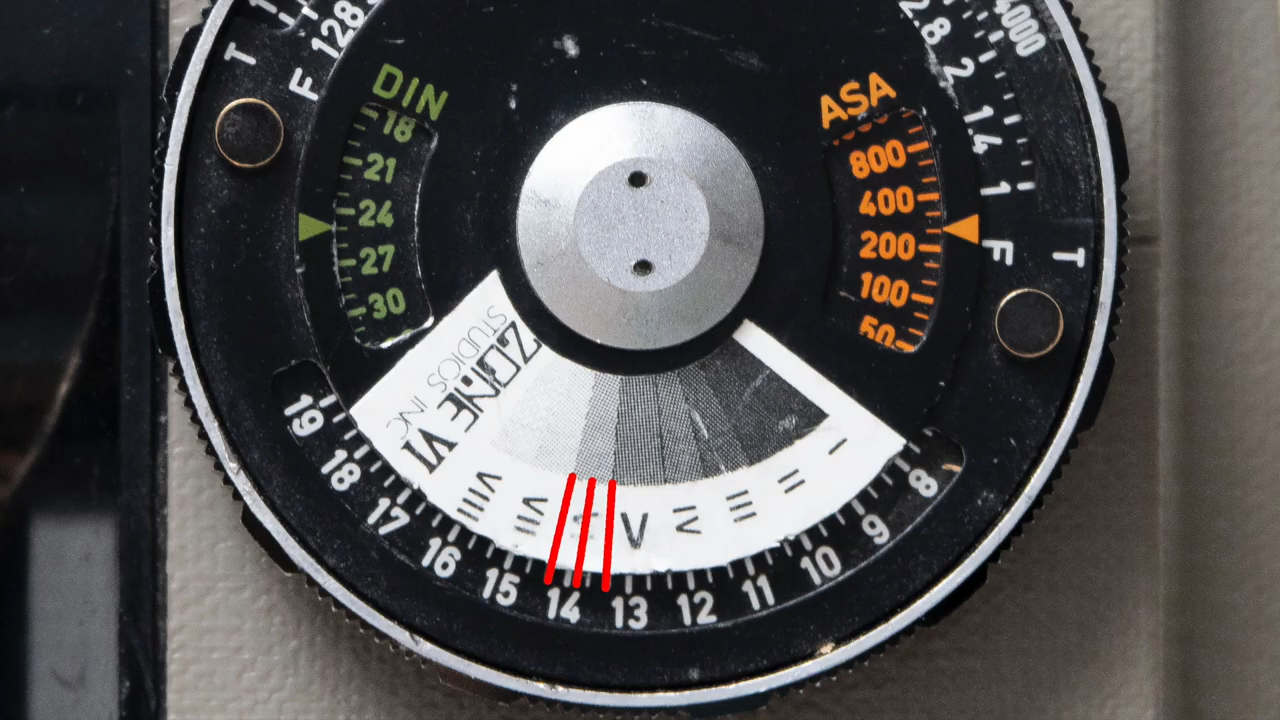 T
F
128
2.8
2
1.4
1
4000
F
T
DIN
18
21
24
27
30
ASA
800
400
200
100
50
ZONE VI
STUDIOS INC
VIII
VII
V
IV
III
II
I
19
18
17
16
15
14
13
12
11
10
9
8